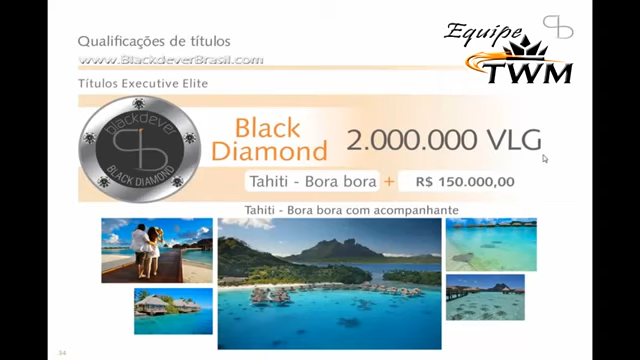 Qualificações de títulos
Equipe
TWM
www.BlackdeverBrasil.com
Títulos Executive Elite
blackdever
BLACK DIAMOND
Black
Diamond
2.000.000 VLG
Tahiti - Bora bora + R$ 150.000,00
Tahiti - Bora bora com acompanhante
34